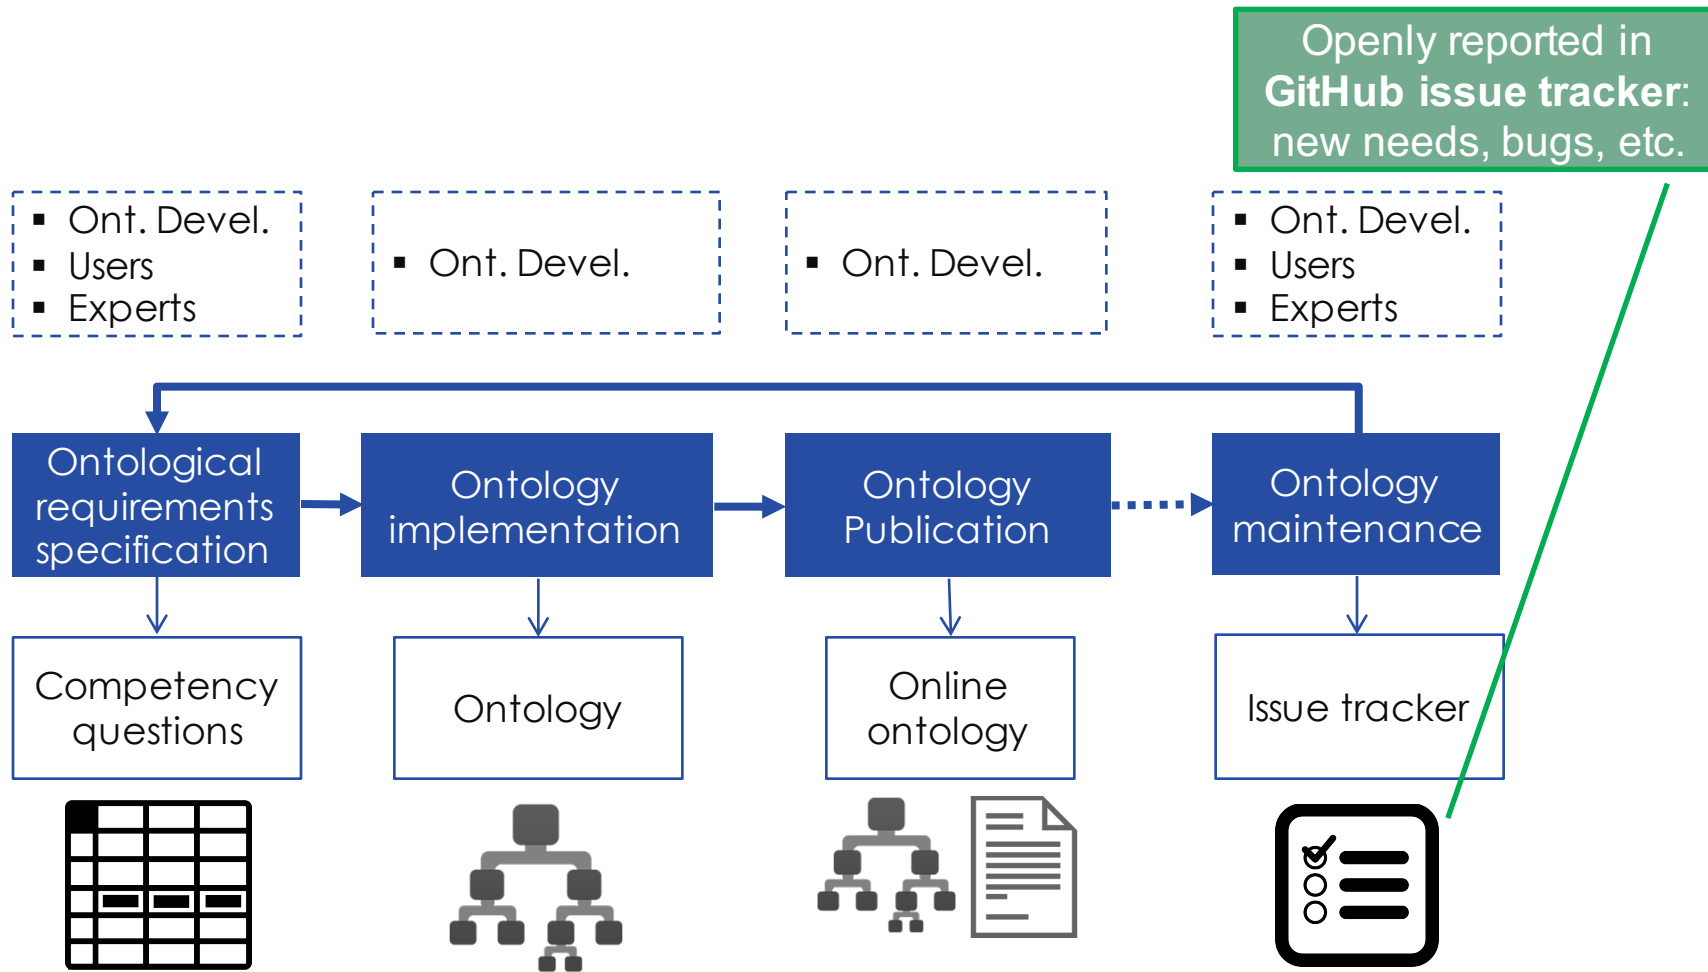 Openly reported in
GitHub issue tracker:
new needs, bugs, etc.
▪ Ont. Devel.
▪ Users
▪ Experts
▪ Ont. Devel.
▪ Ont. Devel.
▪ Ont. Devel.
▪ Users
▪ Experts
Ontological
requirements
specification
Ontology
implementation
Ontology
Publication
Ontology
maintenance
Competency
questions
Ontology
Online
ontology
Issue tracker